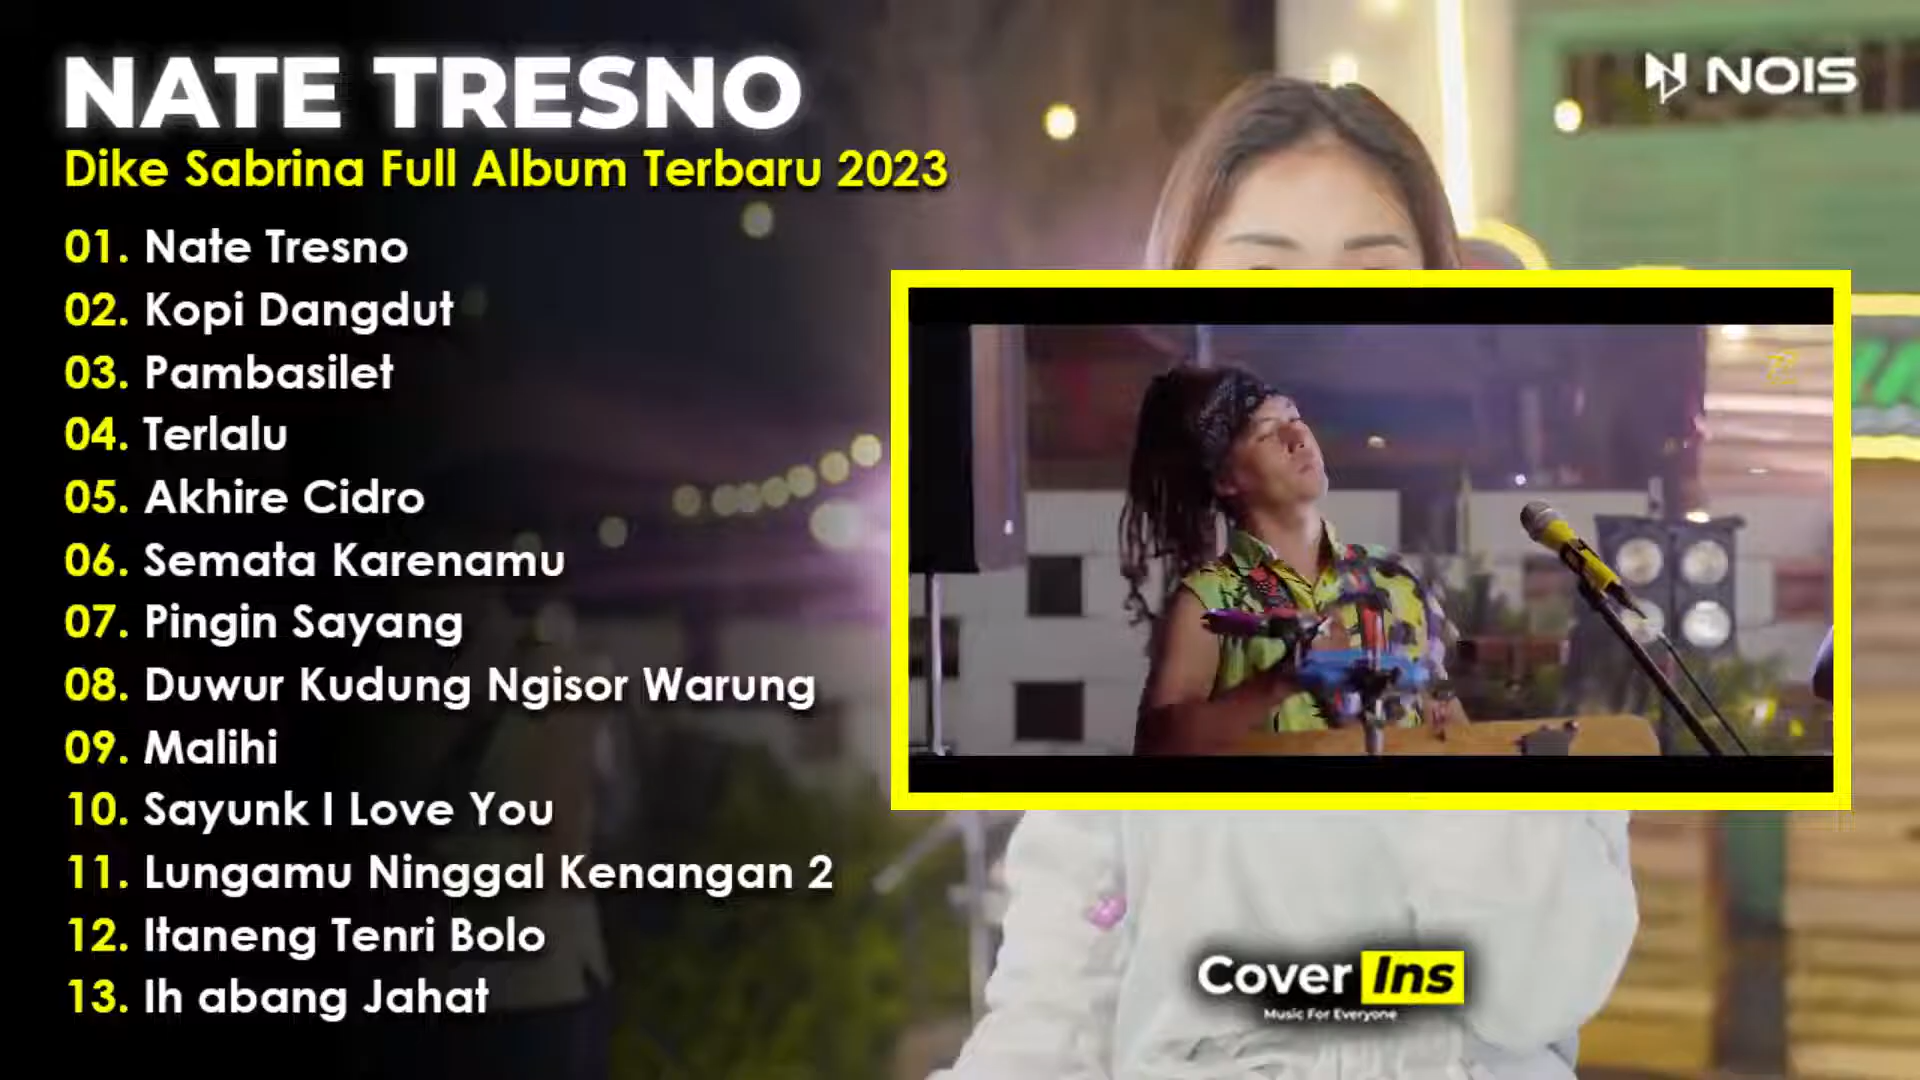 NATE TRESNO
Dike Sabrina Full Album Terbaru 2023
01. Nate Tresno
02. Kopi Dangdut
03. Pambasilet
04. Terlalu
05. Akhire Cidro
06. Semata Karenamu
07. Pingin Sayang
08. Duwur Kudung Ngisor Warung
09. Malihi
10. Sayunk I Love You
11. Lungamu Ninggal Kenangan 2
12. Itaneng Tenri Bolo
13. Ih abang Jahat
NOIS
Cover Ins
Music For Everyone